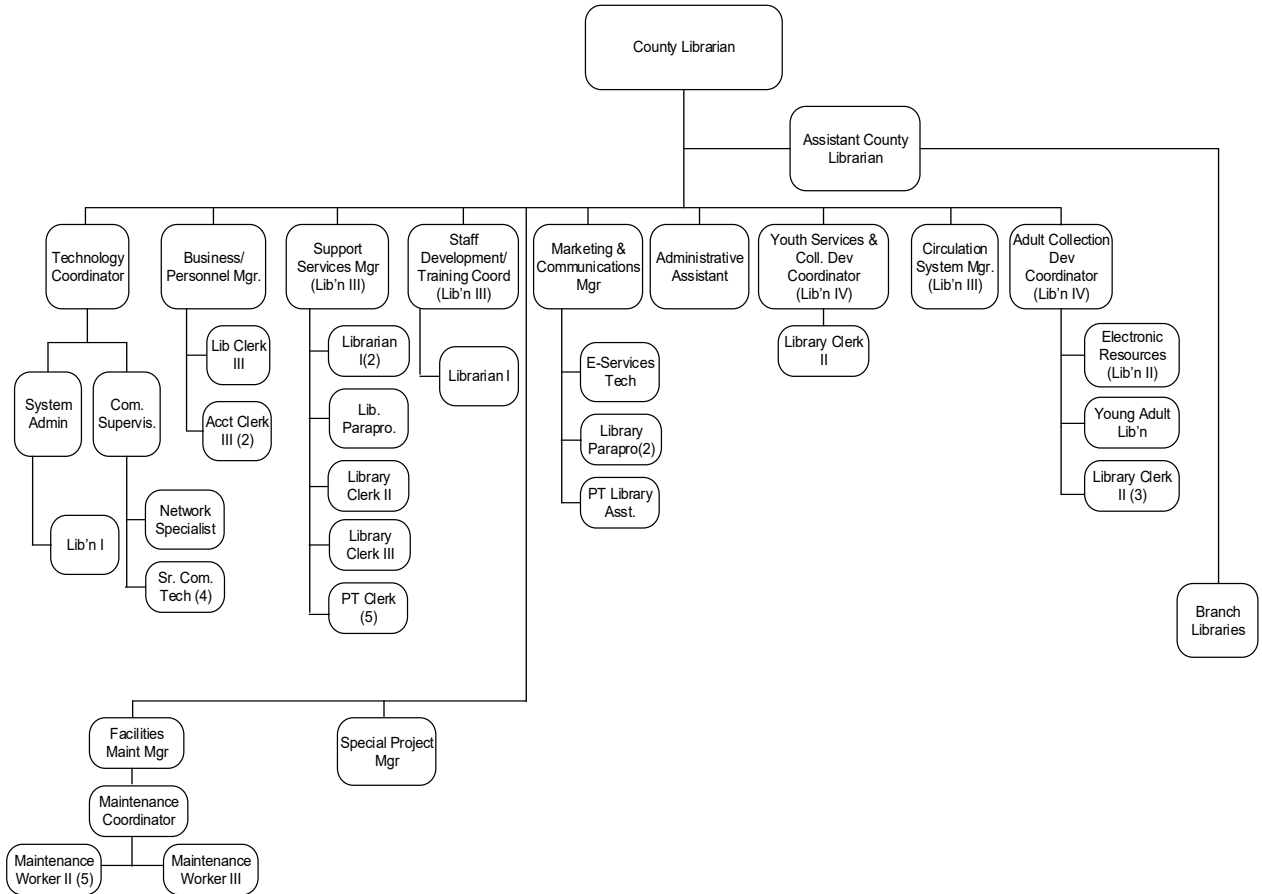 County Librarian
Assistant County
Librarian
Technology
Coordinator
Business/
Personnel Mgr.
Support
Services Mgr
(Lib'n III)
Staff
Development/
Training Coord
(Lib'n III)
Marketing &
Communications
Mgr
Administrative
Assistant
Youth Services &
Coll. Dev
Coordinator
(Lib'n IV)
Circulation
System Mgr.
(Lib'n III)
Adult Collection
Dev
Coordinator
(Lib'n IV)
System
Admin
Com.
Supervis.
Lib'n I
Network
Specialist
Sr. Com.
Tech (4)
Lib Clerk
III
Acct Clerk
III (2)
Librarian
I(2)
Lib.
Parapro.
Library
Clerk II
Library
Clerk III
PT Clerk
(5)
Librarian I
E-Services
Tech
Library
Parapro(2)
PT Library
Asst.
Library Clerk
II
Electronic
Resources
(Lib'n II)
Young Adult
Lib'n
Library Clerk
II (3)
Branch
Libraries
Facilities
Maint Mgr
Special Project
Mgr
Maintenance
Coordinator
Maintenance
Worker II (5)
Maintenance
Worker III